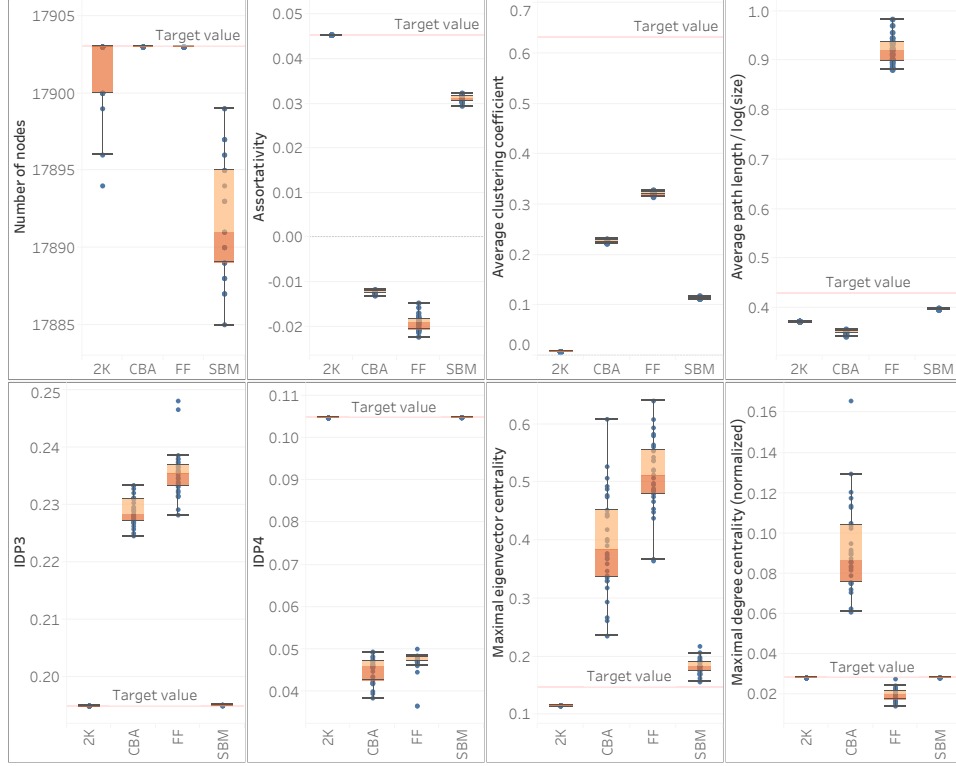 Number of nodes
17905
17900
17895
17890
17885
Target value
2K
CBA
FF
SBM
Assortativity
0.05
0.04
0.03
0.02
0.01
0.00
-0.01
-0.02
Target value
2K
CBA
FF
SBM
Average clustering coefficient
0.7
0.6
0.5
0.4
0.3
0.2
0.1
0.0
Target value
2K
CBA
FF
SBM
Average path length / log(size)
1.0
0.9
0.8
0.7
0.6
0.5
0.4
Target value
2K
CBA
FF
SBM
IDP3
0.25
0.24
0.23
0.22
0.21
0.20
Target value
2K
CBA
FF
SBM
IDP4
0.11
0.10
0.09
0.08
0.07
0.06
0.05
0.04
Target value
2K
CBA
FF
SBM
Maximal eigenvector centrality
0.6
0.5
0.4
0.3
0.2
0.1
Target value
2K
CBA
FF
SBM
Maximal degree centrality (normalized)
0.16
0.14
0.12
0.10
0.08
0.06
0.04
0.02
Target value
2K
CBA
FF
SBM